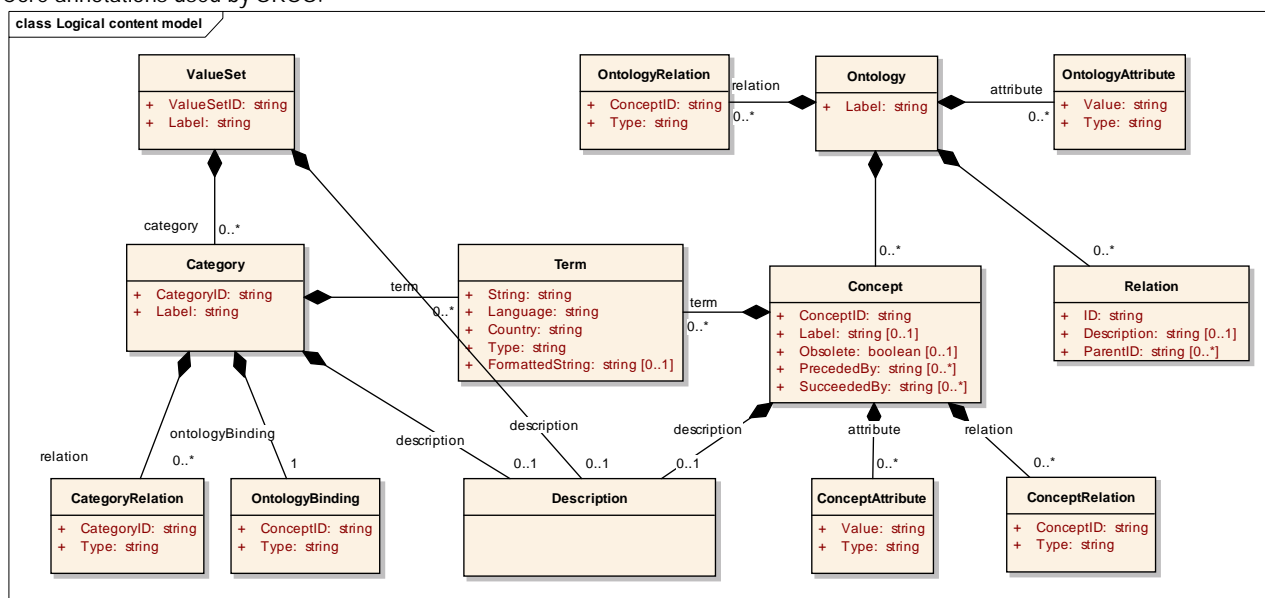 class Logical content model
ValueSet
+ ValueSetID: string
+ Label: string
OntologyRelation
+ ConceptID: string
+ Type: string
relation
0..*
Ontology
+ Label: string
attribute
0..*
OntologyAttribute
+ Value: string
+ Type: string
category
0..*
0..*
0..*
Category
+ CategoryID: string
+ Label: string
term
0..*
Term
+ String: string
+ Language: string
+ Country: string
+ Type: string
+ FormattedString: string [0..1]
term
0..*
Concept
+ ConceptID: string
+ Label: string [0..1]
+ Obsolete: boolean [0..1]
+ PrecededBy: string [0..*]
+ SucceededBy: string [0..*]
Relation
+ ID: string
+ Description: string [0..1]
+ ParentID: string [0..*]
relation
0..*
ontologyBinding
1
description
0..1
description
0..1
description
0..1
attribute
0..*
relation
0..*
CategoryRelation
+ CategoryID: string
+ Type: string
OntologyBinding
+ ConceptID: string
+ Type: string
Description
ConceptAttribute
+ Value: string
+ Type: string
ConceptRelation
+ ConceptID: string
+ Type: string